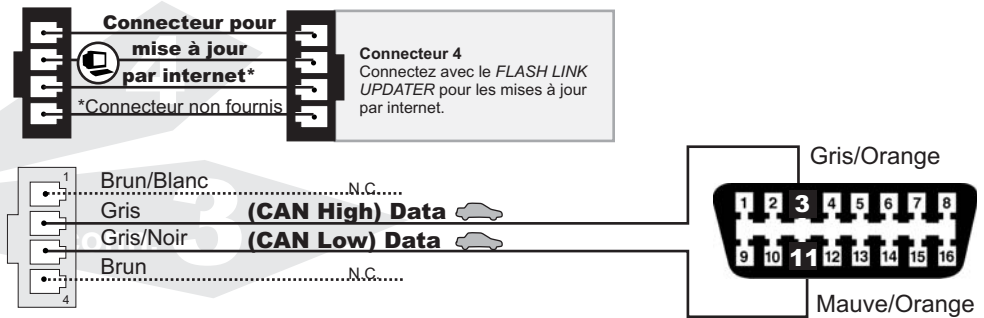 Connecteur pour
mise à jour
par internet*
*Connecteur non fournis
Connecteur 4
Connectez avec le FLASH LINK
UPDATER pour les mises à jour
par internet.
1
Brun/Blanc
N.C.
Gris
(CAN High) Data
Gris/Noir
(CAN Low) Data
Brun
N.C.
4
3
Gris/Orange
1 2 3 4 5 6 7 8
9 10 11 12 13 14 15 16
Mauve/Orange